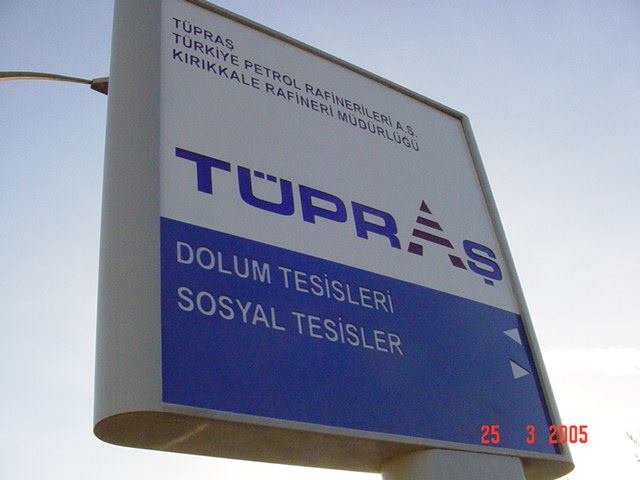 TÜPRAS
TÜRKİYE PETROL RAFİNERİLERİ A.Ş.
KIRIKKALE RAFİNERİ MÜDÜRLÜĞÜ
TÜPRAŞ
DOLUM TESİSLERİ
SOSYAL TESİSLER
25 3 2005